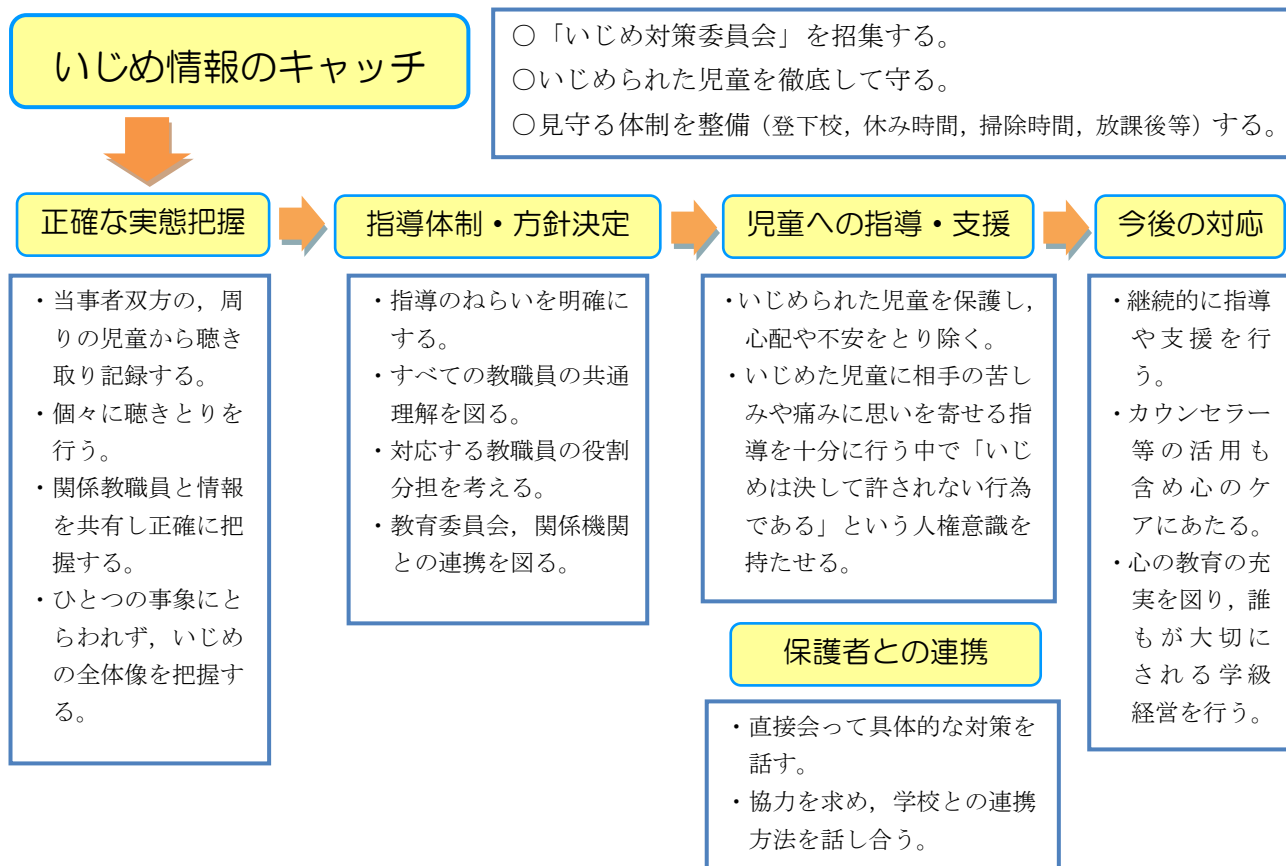 いじめ情報のキャッチ
○「いじめ対策委員会」を招集する。
○いじめられた児童を徹底して守る。
○見守る体制を整備（登下校，休み時間，掃除時間，放課後等）する。
正確な実態把握
・当事者双方の，周
りの児童から聴き
取り記録する。
・個々に聴きとりを
行う。
・関係教職員と情報
を共有し正確に把
握する。
・ひとつの事象にと
らわれず，いじめ
の全体像を把握す
る。
指導体制・方針決定
・指導のねらいを明確に
する。
・すべての教職員の共通
理解を図る。
・対応する教職員の役割
分担を考える。
・教育委員会，関係機関
との連携を図る。
児童への指導・支援
・いじめられた児童を保護し，
心配や不安をとり除く。
・いじめた児童に相手の苦し
みや痛みに思いを寄せる指
導を十分に行う中で「いじ
めは決して許されない行為
である」という人権意識を
持たせる。
保護者との連携
・直接会って具体的な対策を
話す。
・協力を求め，学校との連携
方法を話し合う。
今後の対応
・継続的に指導
や支援を行
う。
・カウンセラー
等の活用も
含め心のケ
アにあたる。
・心の教育の充
実を図り，誰
もが大切に
される学級
経営を行う。